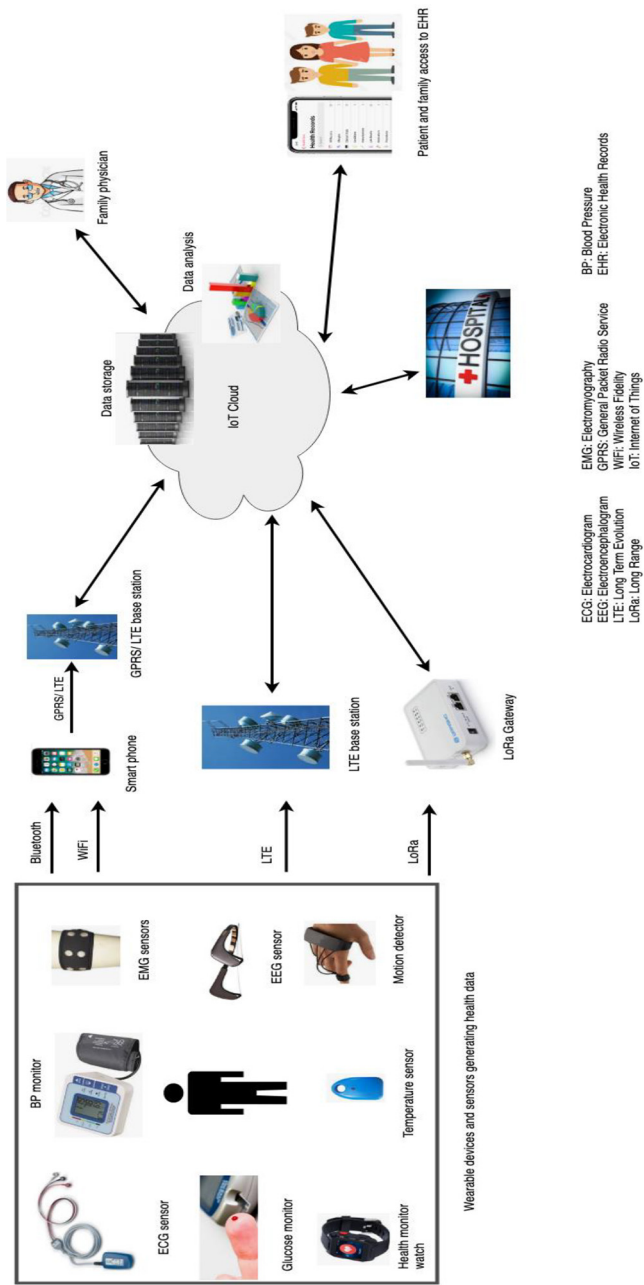 ECG sensor
BP monitor
EMG sensors
Glucose monitor
EEG sensor
Health monitor
watch
Temperature sensor
Motion detector
Wearable devices and sensors generating health data
Bluetooth
WiFi
LTE
LoRa
Smart phone
GPRS/ LTE
GPRS/ LTE base station
LTE base station
LoRa Gateway
Data storage
IoT Cloud
Data analysis
Family physician
HOSPITAL
Health Records
Patient and family access to EHR
ECG: Electrocardiogram
EEG: Electroencephalogram
LTE: Long Term Evolution
LoRa: Long Range
EMG: Electromyography
GPRS: General Packet Radio Service
WiFi: Wireless Fidelity
IoT: Internet of Things
BP: Blood Pressure
EHR: Electronic Health Records